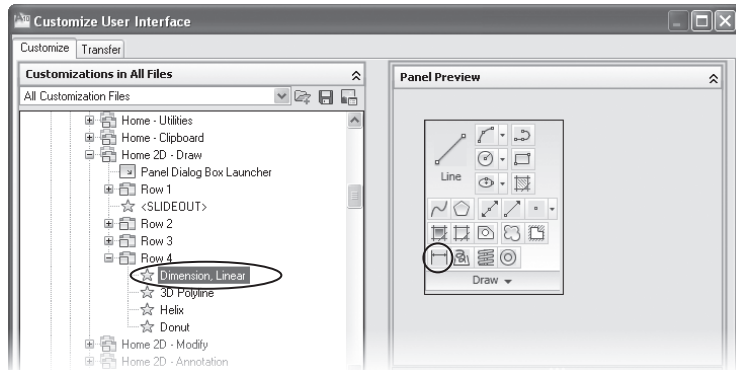 Customize User Interface
Customize
Transfer
Customizations in All Files
All Customization Files
Home - Utilities
Home - Clipboard
Home 2D - Draw
Panel Dialog Box Launcher
Row 1
<SLIDEOUT>
Row 2
Row 3
Row 4
Dimension, Linear
3D Polyline
Helix
Donut
Home 2D - Modify
Home 2D - Annotation
Panel Preview
Line
Draw